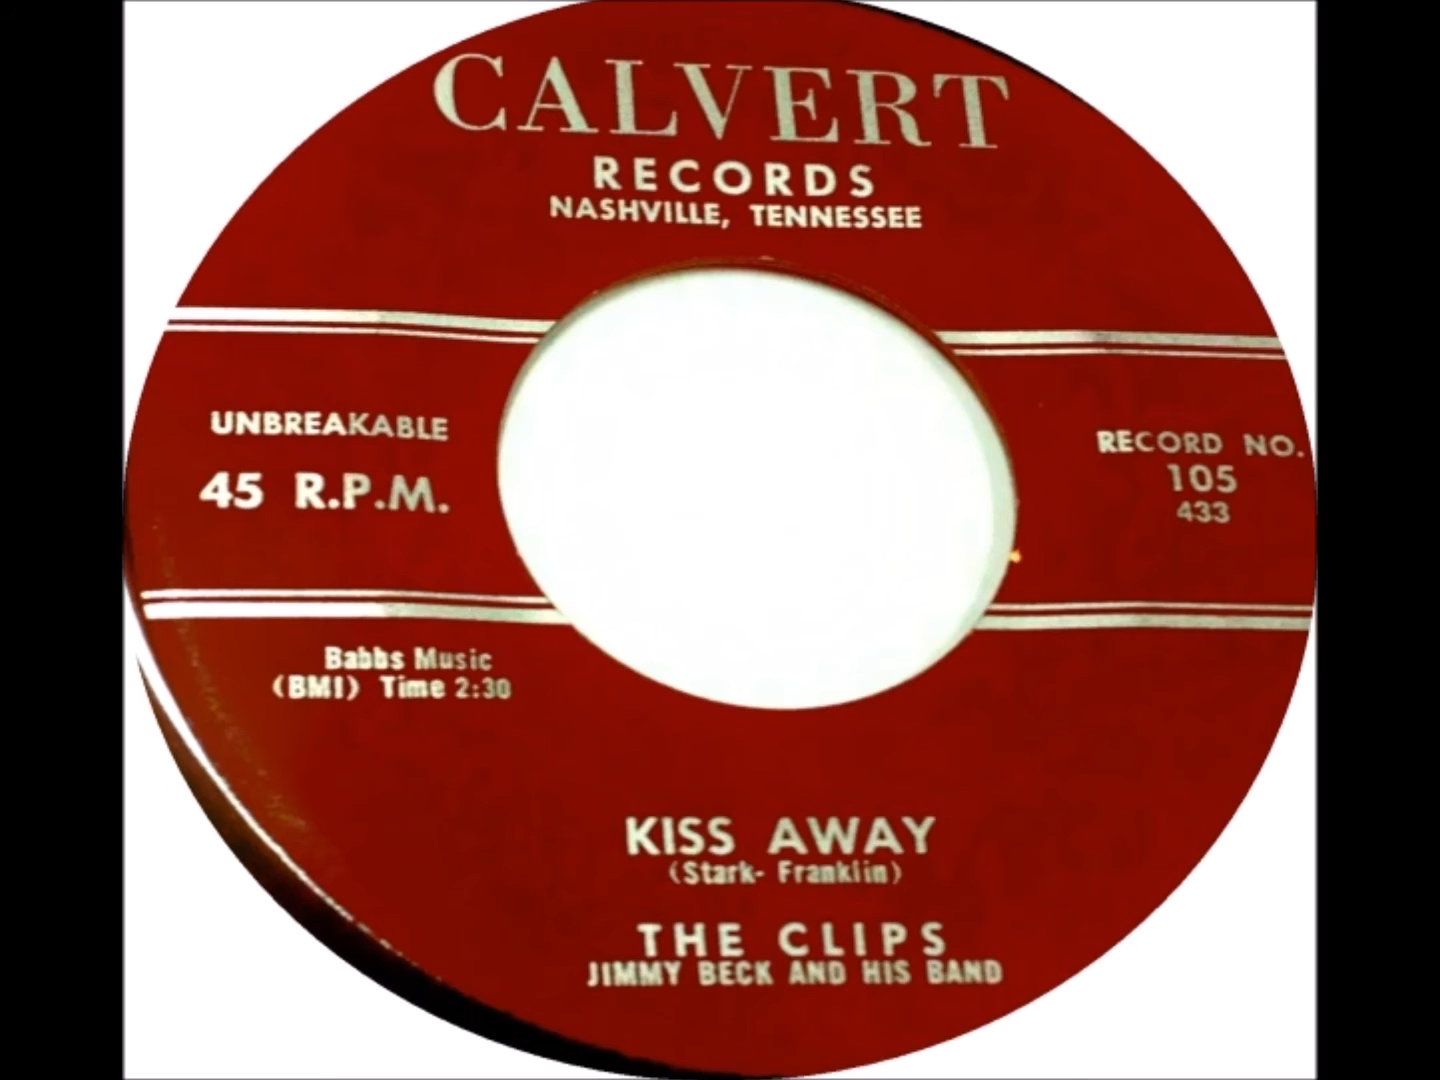 CALVERT
RECORDS
NASHVILLE, TENNESSEE
UNBREAKABLE
45 R.P.M.
RECORD NO.
105
433
Babbs Music
(BMI) Time 2:30
KISS AWAY
(Stark- Franklin)
THE CLIPS
JIMMY BECK AND HIS BAND